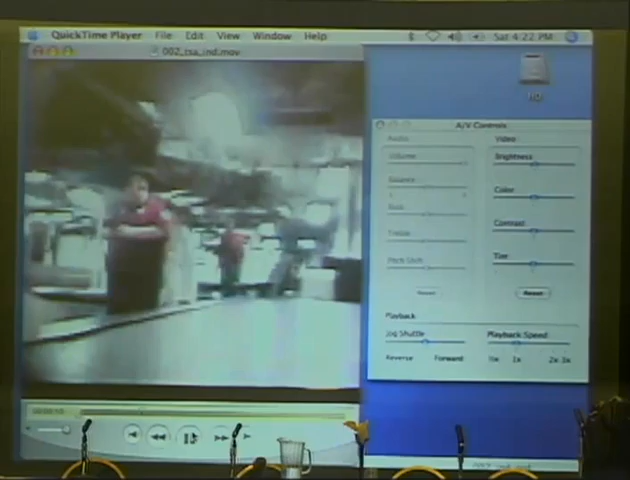 QuickTime Player File Edit View Window Help Sat 4:22 PM
002_tsa_ind.mov
HD
A/V Controls
Audio Video
Volume Brightness
Balance
Color
Bass
Contrast
Treble
Tint
Pitch Shift
Reset Reset
Playback
Jog Shuttle Playback Speed
Reverse Forward 1x 2x 3x